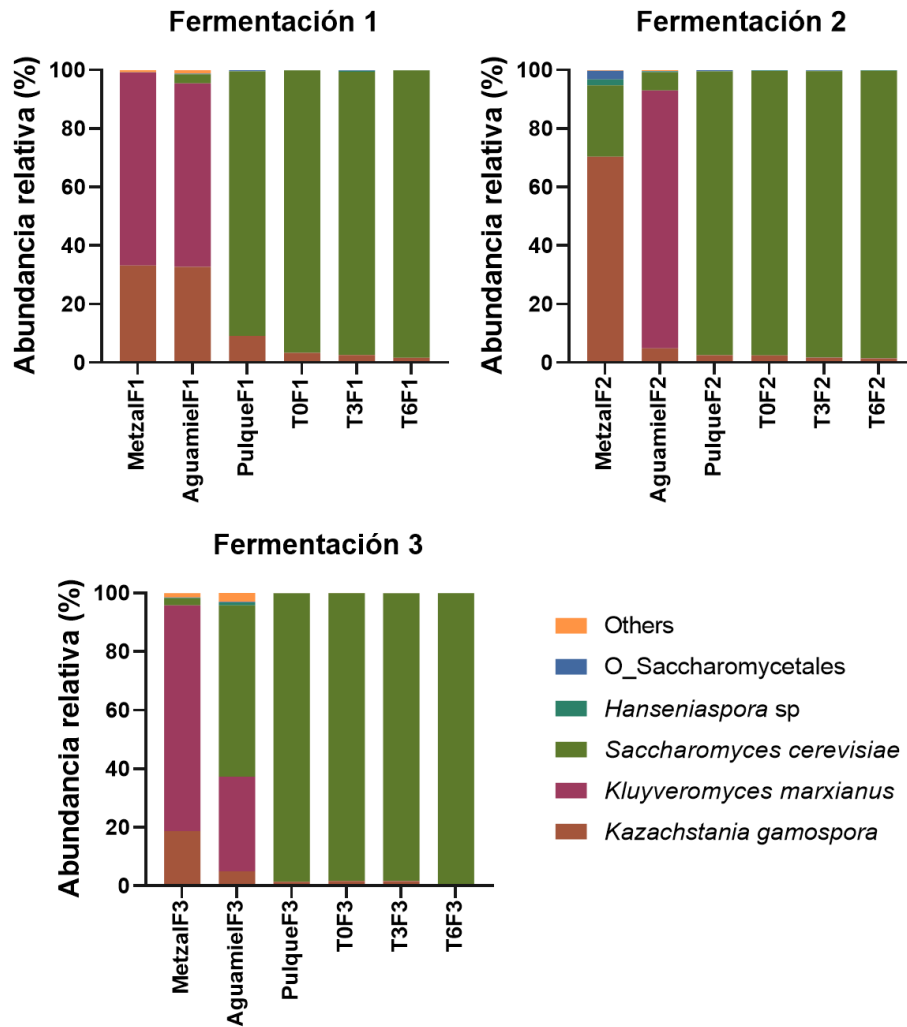 Fermentación 1
Abundancia relativa (%)
100
80
60
40
20
0
MetzalF1
AguamielF1
PulqueF1
T0F1
T3F1
T6F1
Fermentación 2
Abundancia relativa (%)
100
80
60
40
20
0
MetzalF2
AguamielF2
PulqueF2
T0F2
T3F2
T6F2
Fermentación 3
Abundancia relativa (%)
100
80
60
40
20
0
MetzalF3
AguamielF3
PulqueF3
T0F3
T3F3
T6F3
Others
O_Saccharomycetales
Hanseniaspora sp
Saccharomyces cerevisiae
Kluyveromyces marxianus
Kazachstania gamospora